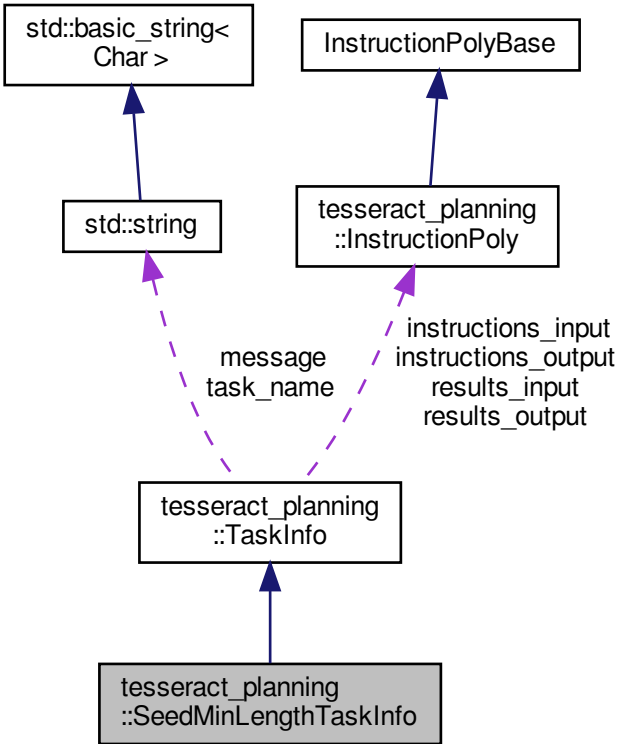 std::basic_string<
Char >
InstructionPolyBase
std::string
tesseract_planning
::InstructionPoly
message
task_name
instructions_input
instructions_output
results_input
results_output
tesseract_planning
::TaskInfo
tesseract_planning
::SeedMinLengthTaskInfo